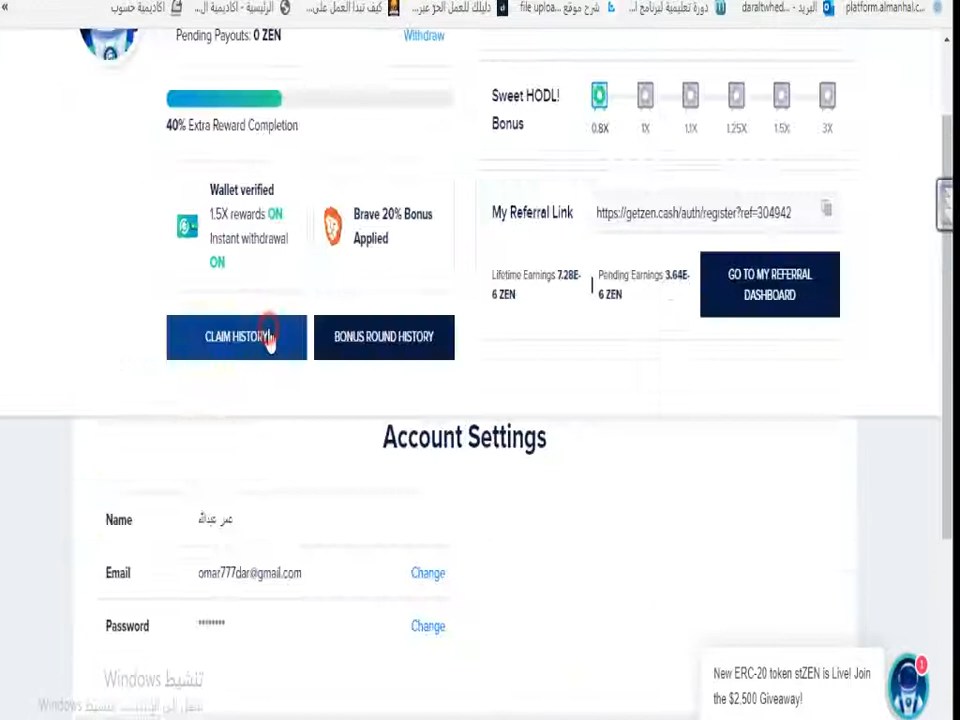 « اكاديمية حسوب الرئيسية - اكاديمية ال... كيف تبدأ العمل على... دليلك للعمل الحر عبر... شرح موقع file uploa... دورة تعليمية لبرنامج أ... البريد - daraltwhed... platform.almanhal.c...
Pending Payouts: 0 ZEN Withdraw
40% Extra Reward Completion
Sweet HODL!
Bonus
0.8X 1X 1.1X 1.25X 1.5X 3X
Wallet verified
1.5X rewards ON
Instant withdrawal
ON
Brave 20% Bonus
Applied
My Referral Link https://getzen.cash/auth/register?ref=304942
Lifetime Earnings 7.28E-
6 ZEN
Pending Earnings 3.64E-
6 ZEN
GO TO MY REFERRAL
DASHBOARD
CLAIM HISTORY
BONUS ROUND HISTORY
Account Settings
Name عمر عبدالله
Email omar777dar@gmail.com Change
Password ******** Change
تنشيط Windows
New ERC-20 token stZEN is Live! Join
the $2,500 Giveaway!
1